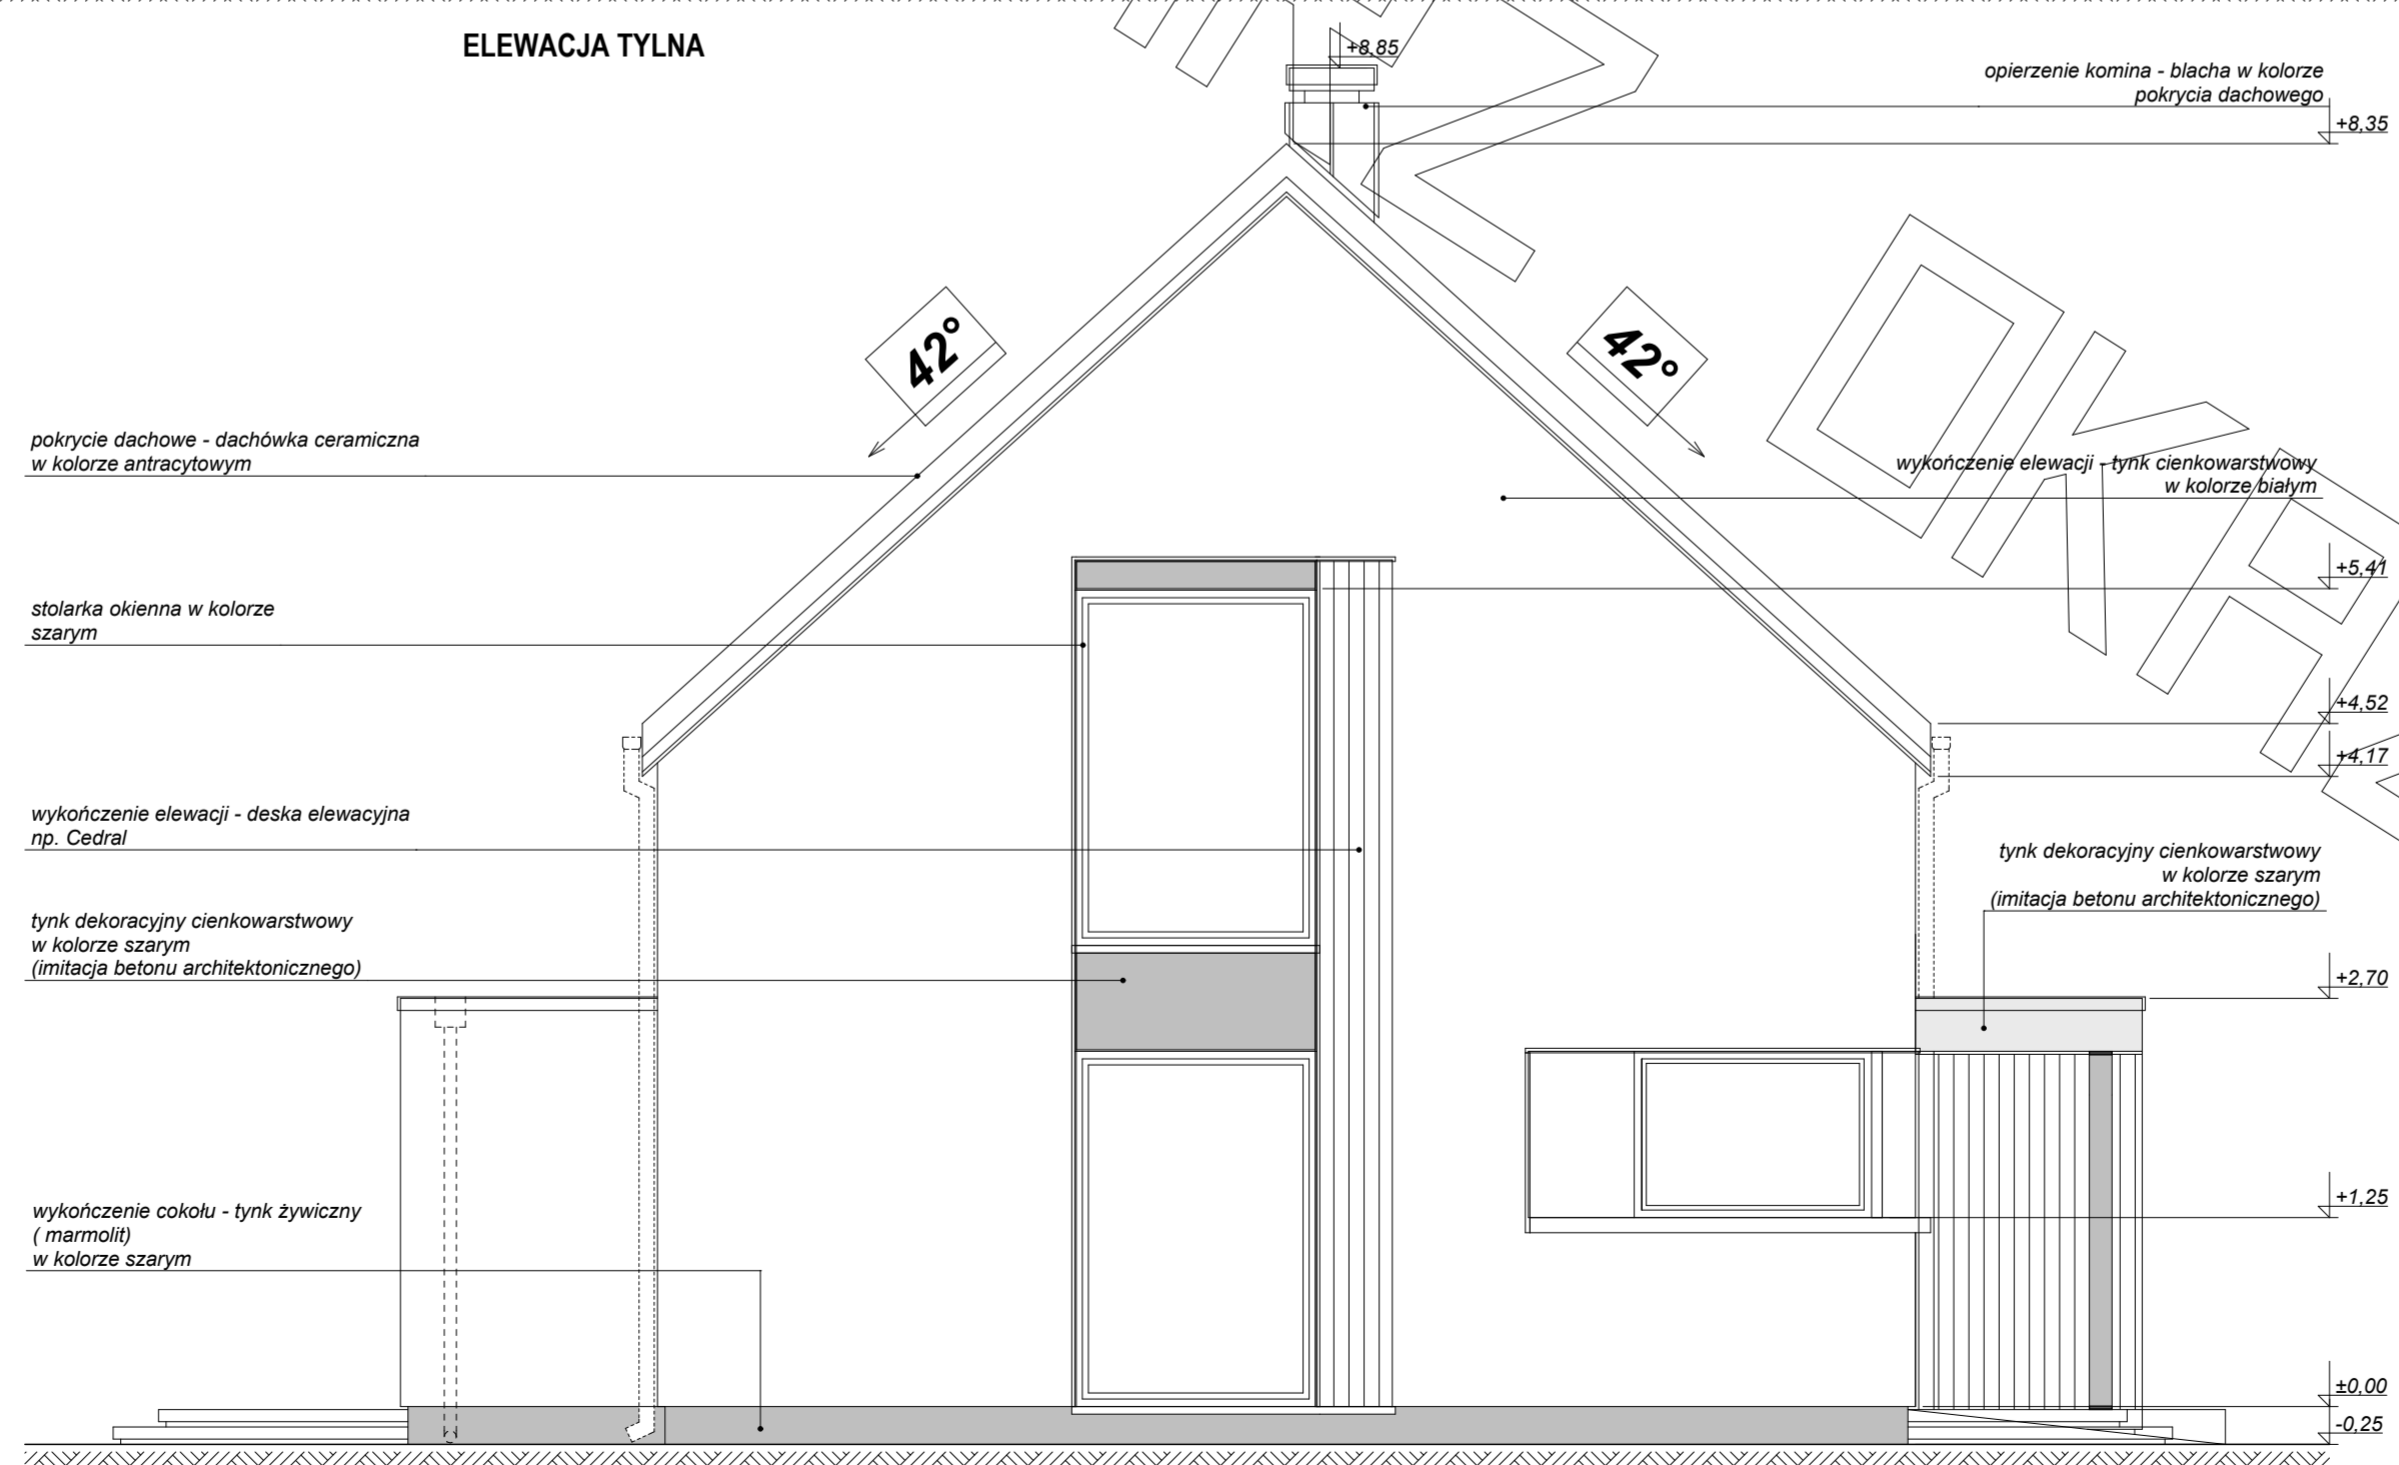 ELEWACJA TYLNA
+8,85
opierzenie komina - blacha w kolorze
pokrycia dachowego
+8,35
42°
42°
pokrycie dachowe - dachówka ceramiczna
w kolorze antracytowym
wykończenie elewacji - tynk cienkowarstwowy
w kolorze białym
+5,41
stolarka okienna w kolorze
szarym
+4,52
+4,17
wykończenie elewacji - deska elewacyjna
np. Cedral
tynk dekoracyjny cienkowarstwowy
w kolorze szarym
(imitacja betonu architektonicznego)
tynk dekoracyjny cienkowarstwowy
w kolorze szarym
(imitacja betonu architektonicznego)
+2,70
+1,25
wykończenie cokołu - tynk żywiczny
( marmolit)
w kolorze szarym
±0,00
-0,25